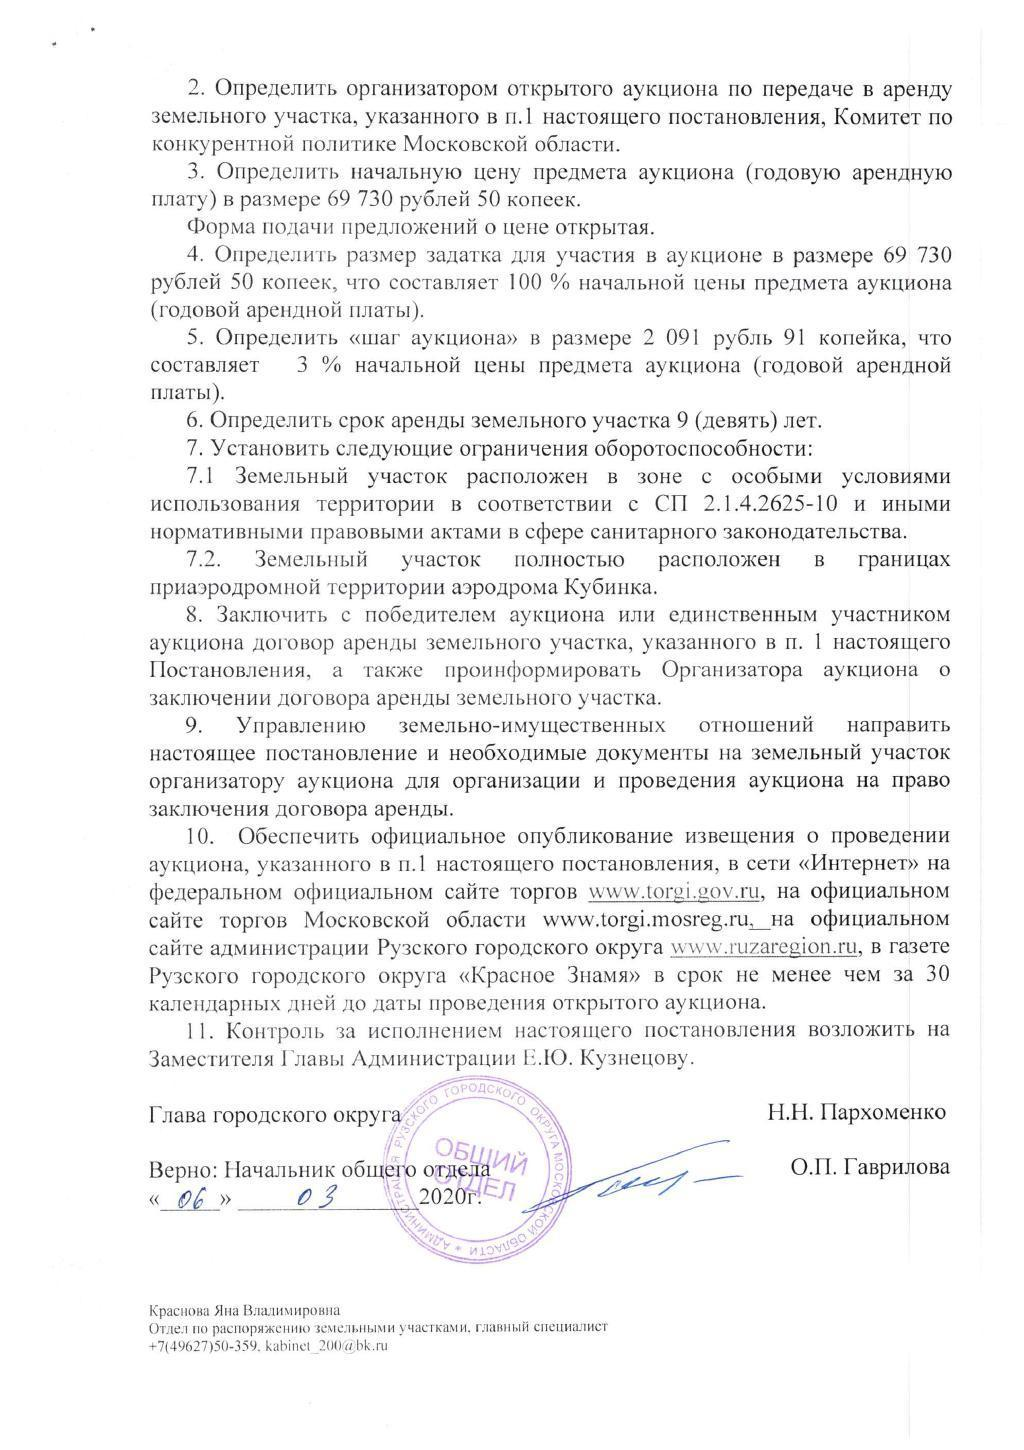 2. Определить организатором открытого аукциона по передаче в аренду
земельного участка, указанного в п.1 настоящего постановления, Комитет по
конкурентной политике Московской области.
3. Определить начальную цену предмета аукциона (годовую арендную
плату) в размере 69 730 рублей 50 копеек.
Форма подачи предложений о цене открытая.
4. Определить размер задатка для участия в аукционе в размере 69 730
рублей 50 копеек, что составляет 100 % начальной цены предмета аукциона
(годовой арендной платы).
5. Определить «шаг аукциона» в размере 2 091 рубль 91 копейка, что
составляет 3 % начальной цены предмета аукциона (годовой арендной
платы).
6. Определить срок аренды земельного участка 9 (девять) лет.
7. Установить следующие ограничения оборотоспособности:
7.1 Земельный участок расположен в зоне с особыми условиями
использования территории в соответствии с СП 2.1.4.2625-10 и иными
нормативными правовыми актами в сфере санитарного законодательства.
7.2. Земельный участок полностью расположен в границах
приаэродромной территории аэродрома Кубинка.
8. Заключить с победителем аукциона или единственным участником
аукциона договор аренды земельного участка, указанного в п. 1 настоящего
Постановления, а также проинформировать Организатора аукциона о
заключении договора аренды земельного участка.
9. Управлению земельно-имущественных отношений направить
настоящее постановление и необходимые документы на земельный участок
организатору аукциона для организации и проведения аукциона на право
заключения договора аренды.
10. Обеспечить официальное опубликование извещения о проведении
аукциона, указанного в п.1 настоящего постановления, в сети «Интернет» на
федеральном официальном сайте торгов www.torgi.gov.ru, на официальном
сайте торгов Московской области www.torgi.mosreg.ru, на официальном
сайте администрации Рузского городского округа www.ruzaregion.ru, в газете
Рузского городского округа «Красное Знамя» в срок не менее чем за 30
календарных дней до даты проведения открытого аукциона.
11. Контроль за исполнением настоящего постановления возложить на
Заместителя Главы Администрации Е.Ю. Кузнецову.
Глава городского округа Н.Н. Пархоменко
Верно: Начальник общего отдела О.П. Гаврилова
«06» 03 2020г.
АДМИНИСТРАЦИЯ РУЗСКОГО ГОРОДСКОГО ОКРУГА МОСКОВСКОЙ ОБЛАСТИ *
ОБЩИЙ
ОТДЕЛ
Краснова Яна Владимировна
Отдел по распоряжению земельными участками, главный специалист
+7(49627)50-359, kabinet_200@bk.ru